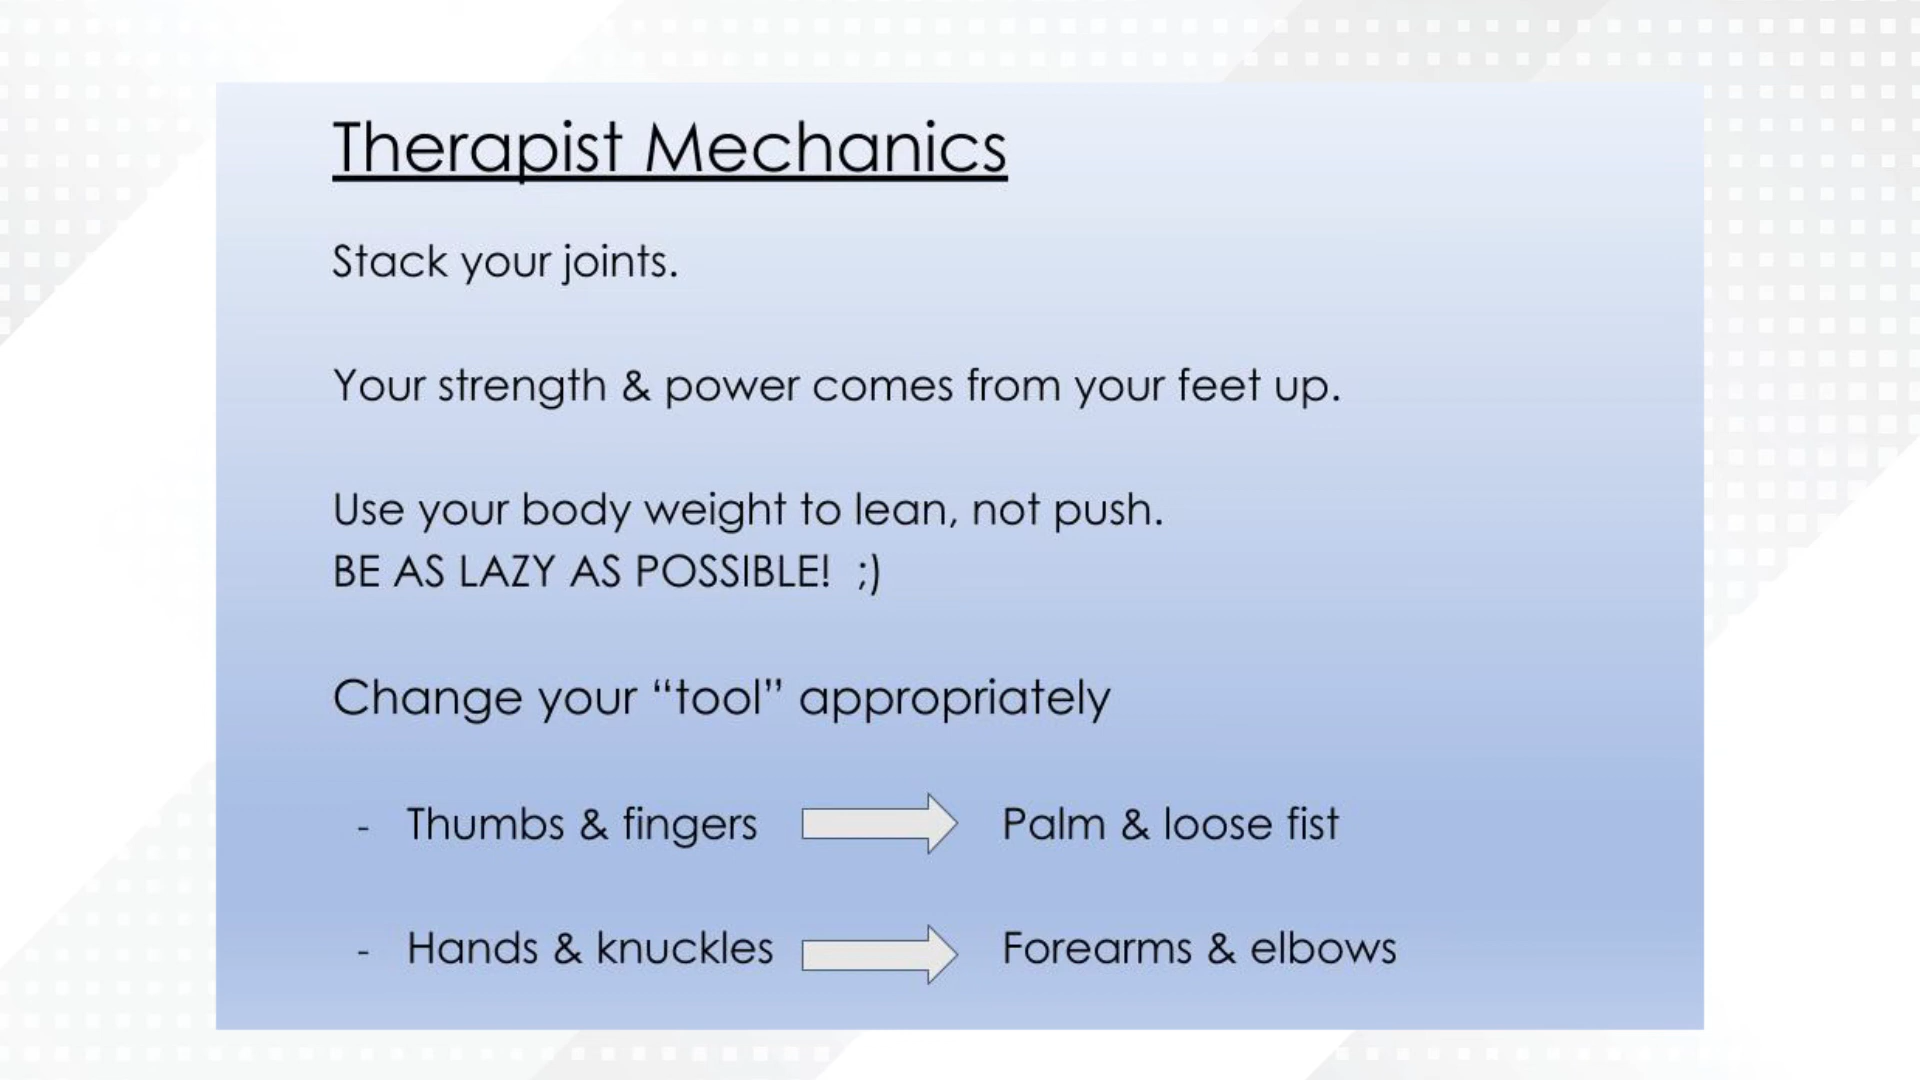 Therapist Mechanics
Stack your joints.
Your strength & power comes from your feet up.
Use your body weight to lean, not push.
BE AS LAZY AS POSSIBLE!  ;)
Change your “tool” appropriately
- Thumbs & fingers Palm & loose fist
- Hands & knuckles Forearms & elbows